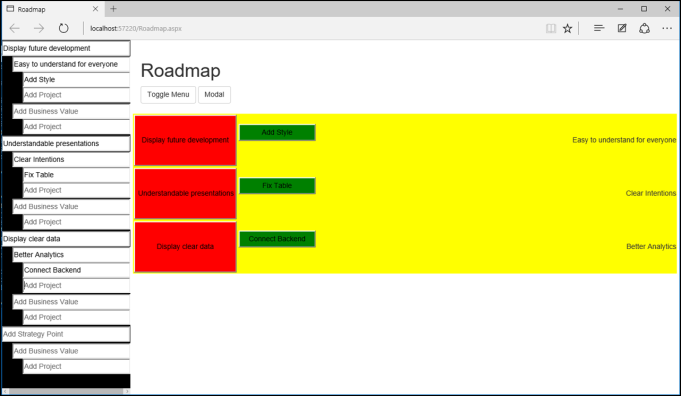 Roadmap
localhost:57220/Roadmap.aspx
Display future development
Easy to understand for everyone
Add Style
Add Project
Add Business Value
Add Project
Understandable presentations
Clear Intentions
Fix Table
Add Project
Add Business Value
Add Project
Display clear data
Better Analytics
Connect Backend
Add Project
Add Business Value
Add Project
Add Strategy Point
Add Business Value
Add Project
Roadmap
Toggle Menu Modal
Display future development Add Style Easy to understand for everyone
Understandable presentations Fix Table Clear Intentions
Display clear data Connect Backend Better Analytics